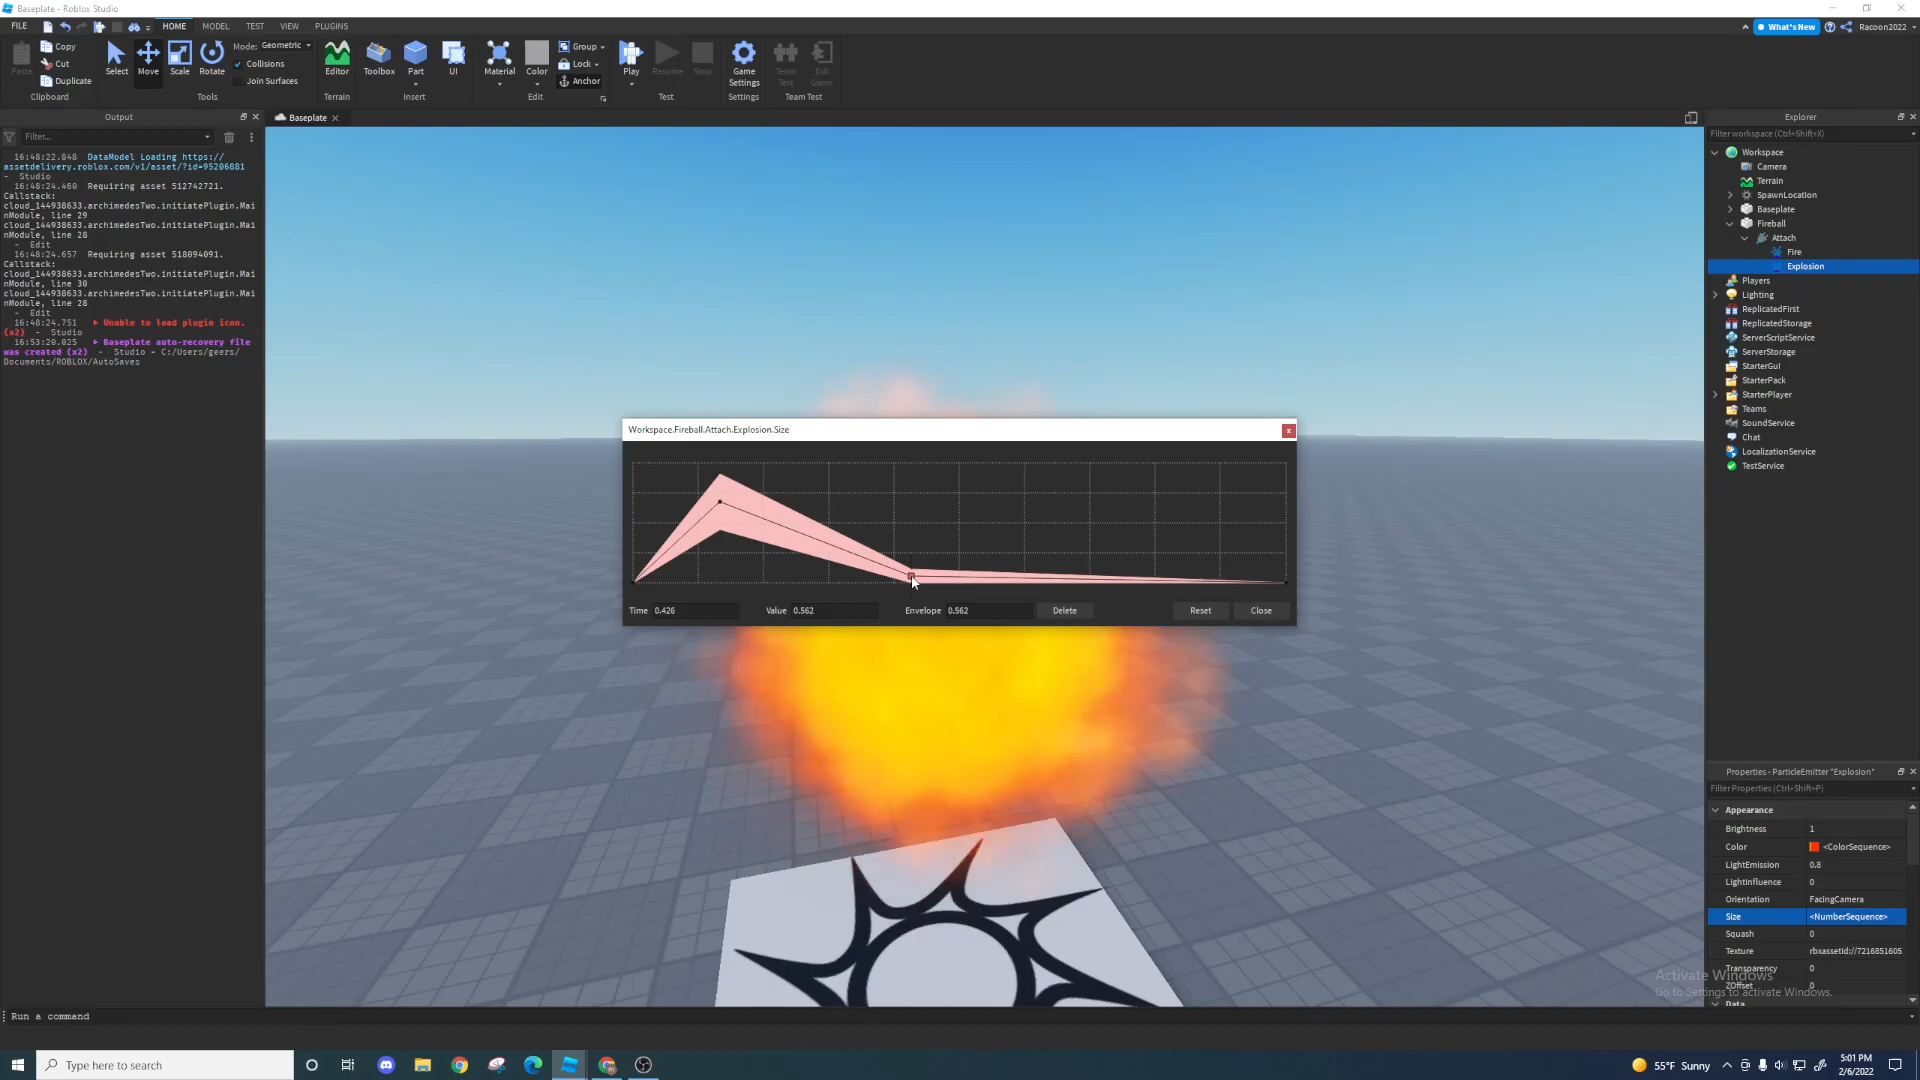 Baseplate - Roblox Studio
FILE HOME MODEL TEST VIEW PLUGINS What's New Racoon2022
Paste Copy Cut Duplicate Clipboard
Select Move Scale Rotate Mode: Geometric Collisions Join Surfaces Tools
Editor Terrain
Toolbox Part UI Insert
Material Color Group Lock Anchor Edit
Play Resume Stop Test
Game Settings Settings
Team Test Exit Game Team Test
Output
Filter...
16:48:22.848 DataModel Loading https://
assetdelivery.roblox.com/v1/asset/?id=95206881
- Studio
16:48:24.460 Requiring asset 512742721.
Callstack:
cloud_144938633.archimedesTwo.initiatePlugin.Mai
nModule, line 29
cloud_144938633.archimedesTwo.initiatePlugin.Mai
nModule, line 28
- Edit
16:48:24.657 Requiring asset 518094091.
Callstack:
cloud_144938633.archimedesTwo.initiatePlugin.Mai
nModule, line 30
cloud_144938633.archimedesTwo.initiatePlugin.Mai
nModule, line 28
- Edit
16:48:24.751 Unable to load plugin icon.
(x2) - Studio
16:53:20.025 Baseplate auto-recovery file
was created (x2) - Studio - C:/Users/geers/
Documents/ROBLOX/AutoSaves
Baseplate
Workspace.Fireball.Attach.Explosion.Size
x
Time 0.426 Value 0.562 Envelope 0.562 Delete Reset Close
Explorer
Filter workspace (Ctrl+Shift+X)
Workspace
Camera
Terrain
SpawnLocation
Baseplate
Fireball
Attach
Fire
Explosion
Players
Lighting
ReplicatedFirst
ReplicatedStorage
ServerScriptService
ServerStorage
StarterGui
StarterPack
StarterPlayer
Teams
SoundService
Chat
LocalizationService
TestService
Properties - ParticleEmitter "Explosion"
Filter Properties (Ctrl+Shift+P)
Appearance
Brightness 1
Color <ColorSequence>
LightEmission 0.8
LightInfluence 0
Orientation FacingCamera
Size <NumberSequence>
Squash 0
Texture rbxassetid://7216851605
Transparency 0
ZOffset 0
Data
Activate Windows
Go to Settings to activate Windows.
Run a command
Type here to search
55°F Sunny
5:01 PM
2/6/2022